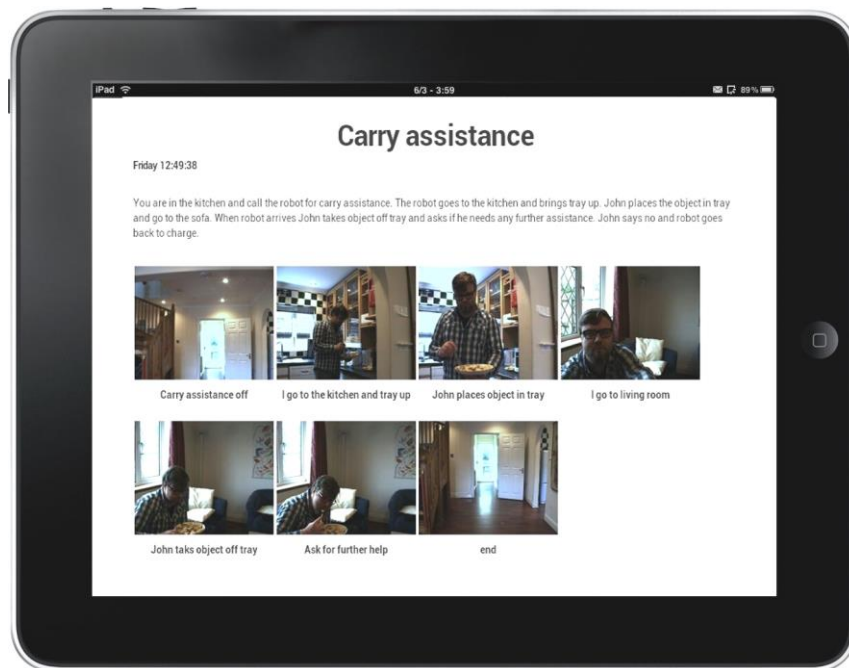 iPad 6/3 - 3:59 89%
Carry assistance
Friday 12:49:38
You are in the kitchen and call the robot for carry assistance. The robot goes to the kitchen and brings tray up. John places the object in tray
and go to the sofa. When robot arrives John takes object off tray and asks if he needs any further assistance. John says no and robot goes
back to charge.
Carry assistance off I go to the kitchen and tray up John places object in tray I go to living room
John taks object off tray Ask for further help end